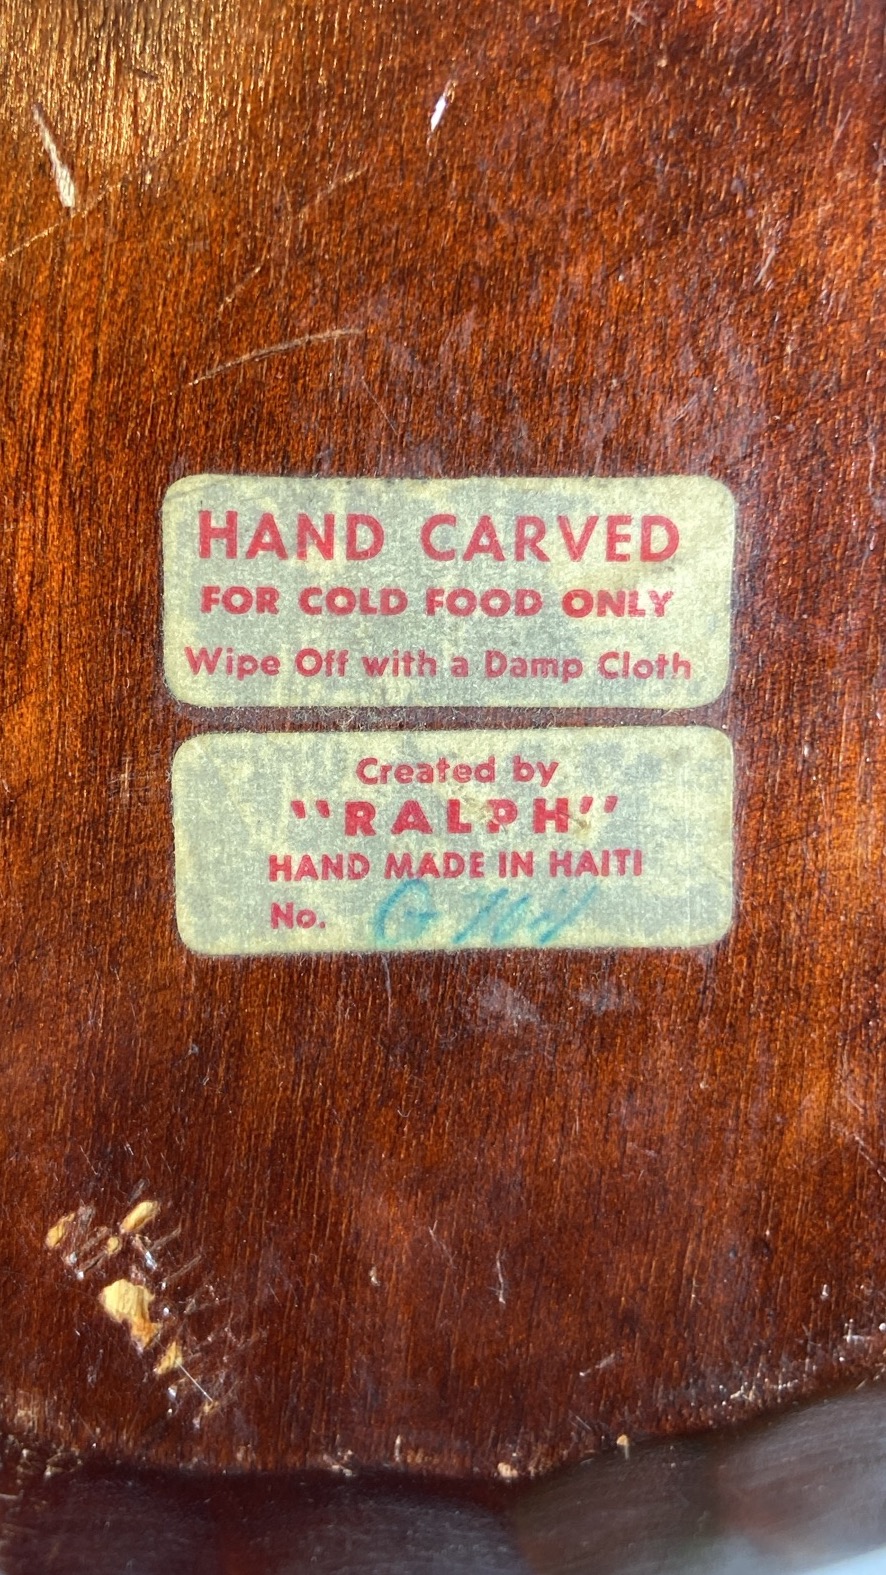 HAND CARVED
FOR COLD FOOD ONLY
Wipe Off with a Damp Cloth
Created by
"RALPH"
HAND MADE IN HAITI
No.